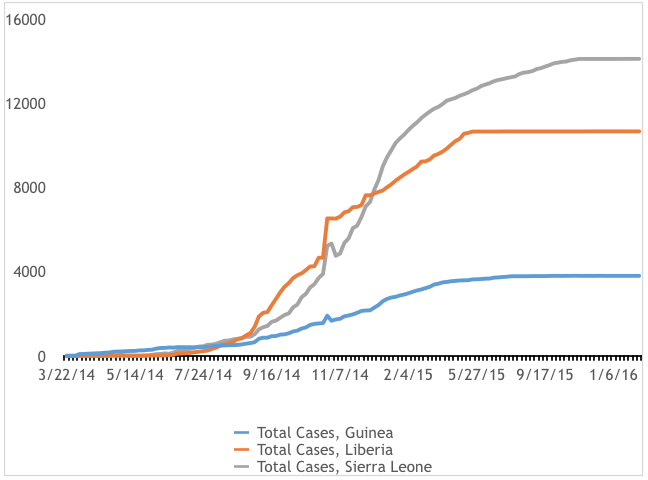 16000
12000
8000
4000
0
3/22/14 5/14/14 7/24/14 9/16/14 11/7/14 2/4/15 5/27/15 9/17/15 1/6/16
Total Cases, Guinea
Total Cases, Liberia
Total Cases, Sierra Leone